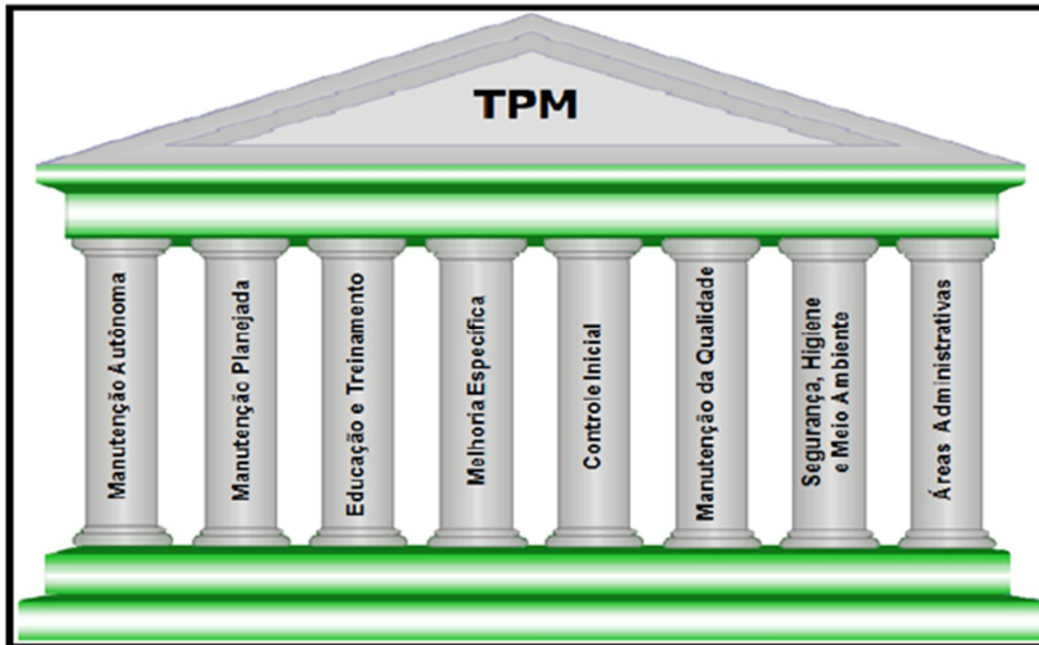 TPM
Manutenção Autônoma
Manutenção Planejada
Educação e Treinamento
Melhoria Específica
Controle Inicial
Manutenção da Qualidade
Segurança, Higiene
e Meio Ambiente
Áreas Administrativas